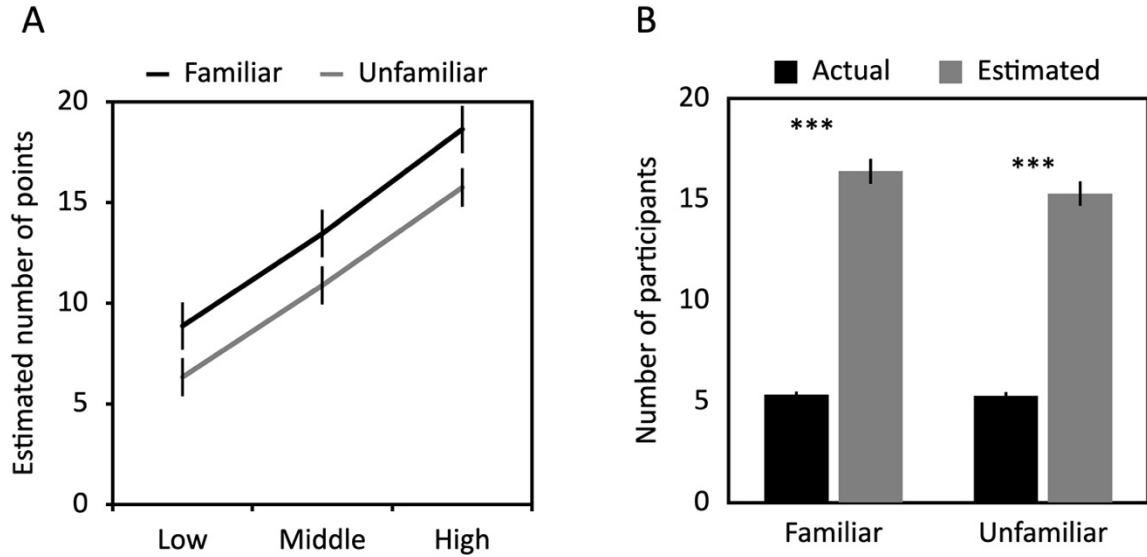 A
Familiar Unfamiliar
Estimated number of points
20
15
10
5
0
Low Middle High
B
Actual Estimated
Number of participants
20
15
10
5
0
***
***
Familiar Unfamiliar